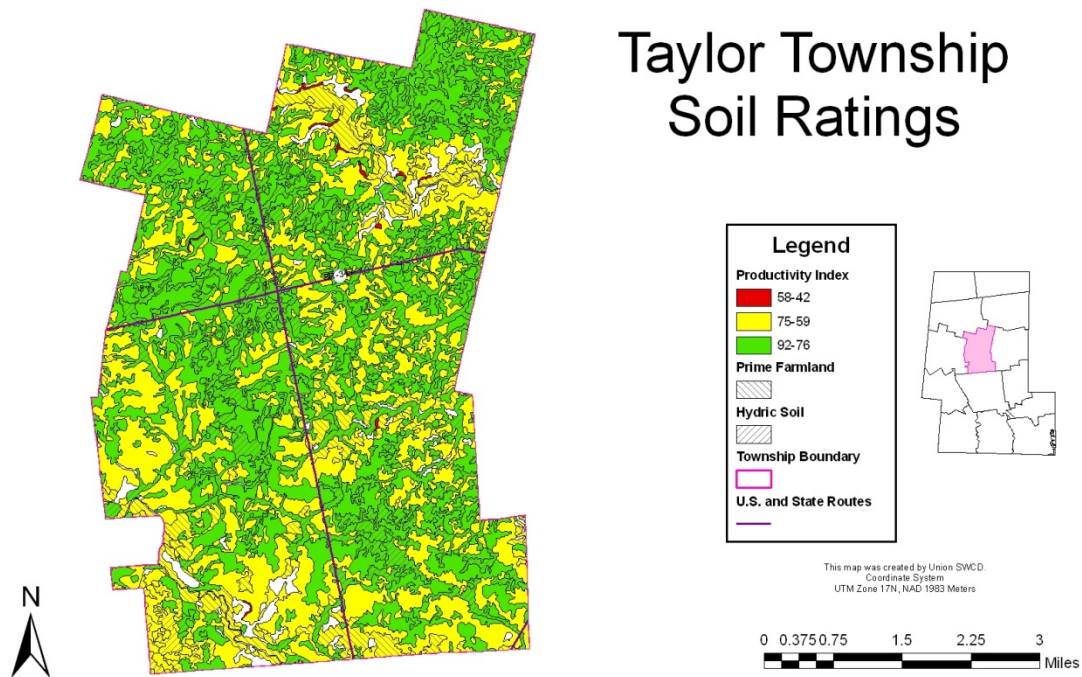 Taylor Township
Soil Ratings
Legend
Productivity Index
58-42
75-59
92-76
Prime Farmland
Hydric Soil
Township Boundary
U.S. and State Routes
This map was created by Union SWCD.
Coordinate System
UTM Zone 17N, NAD 1983 Meters
N
0 0.375 0.75 1.5 2.25 3
Miles